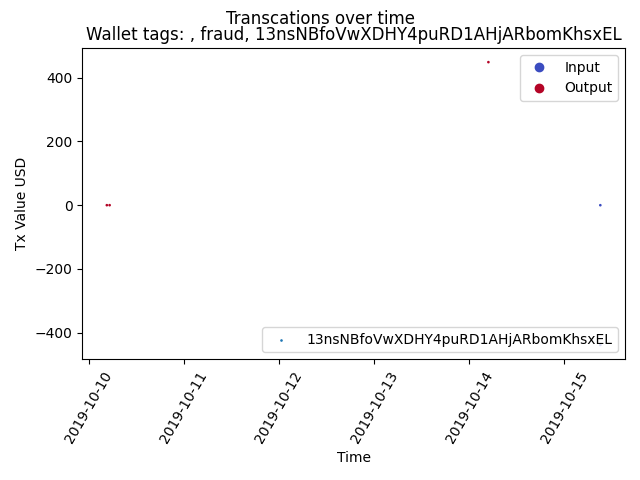 Transcations over time
Wallet tags: , fraud, 13nsNBfoVwXDHY4puRD1AHjARbomKhsxEL
Tx Value USD
400
200
0
−200
−400
Input
Output
13nsNBfoVwXDHY4puRD1AHjARbomKhsxEL
2019-10-10
2019-10-11
2019-10-12
2019-10-13
2019-10-14
2019-10-15
Time